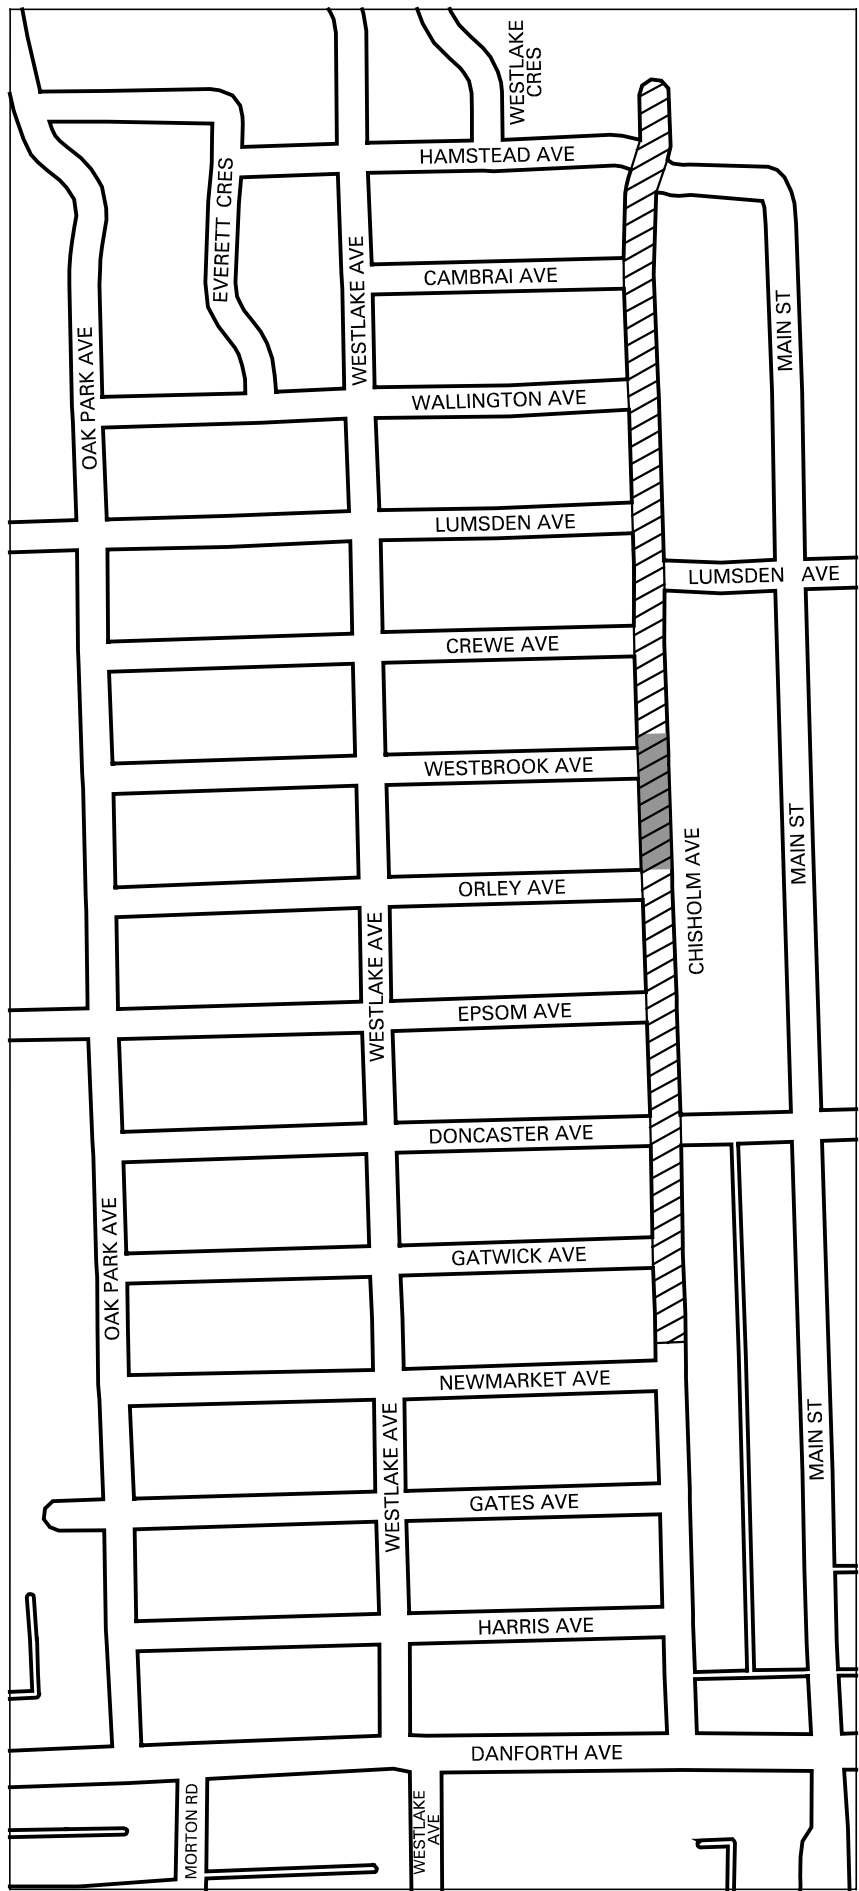 WESTLAKE
CRES
HAMSTEAD AVE
EVERETT CRES
WESTLAKE AVE
CAMBRAI AVE
MAIN ST
OAK PARK AVE
WALLINGTON AVE
LUMSDEN AVE
LUMSDEN AVE
CREWE AVE
WESTBROOK AVE
MAIN ST
CHISHOLM AVE
ORLEY AVE
WESTLAKE AVE
EPSOM AVE
DONCASTER AVE
OAK PARK AVE
GATWICK AVE
NEWMARKET AVE
MAIN ST
WESTLAKE AVE
GATES AVE
HARRIS AVE
DANFORTH AVE
MORTON RD
WESTLAKE
AVE